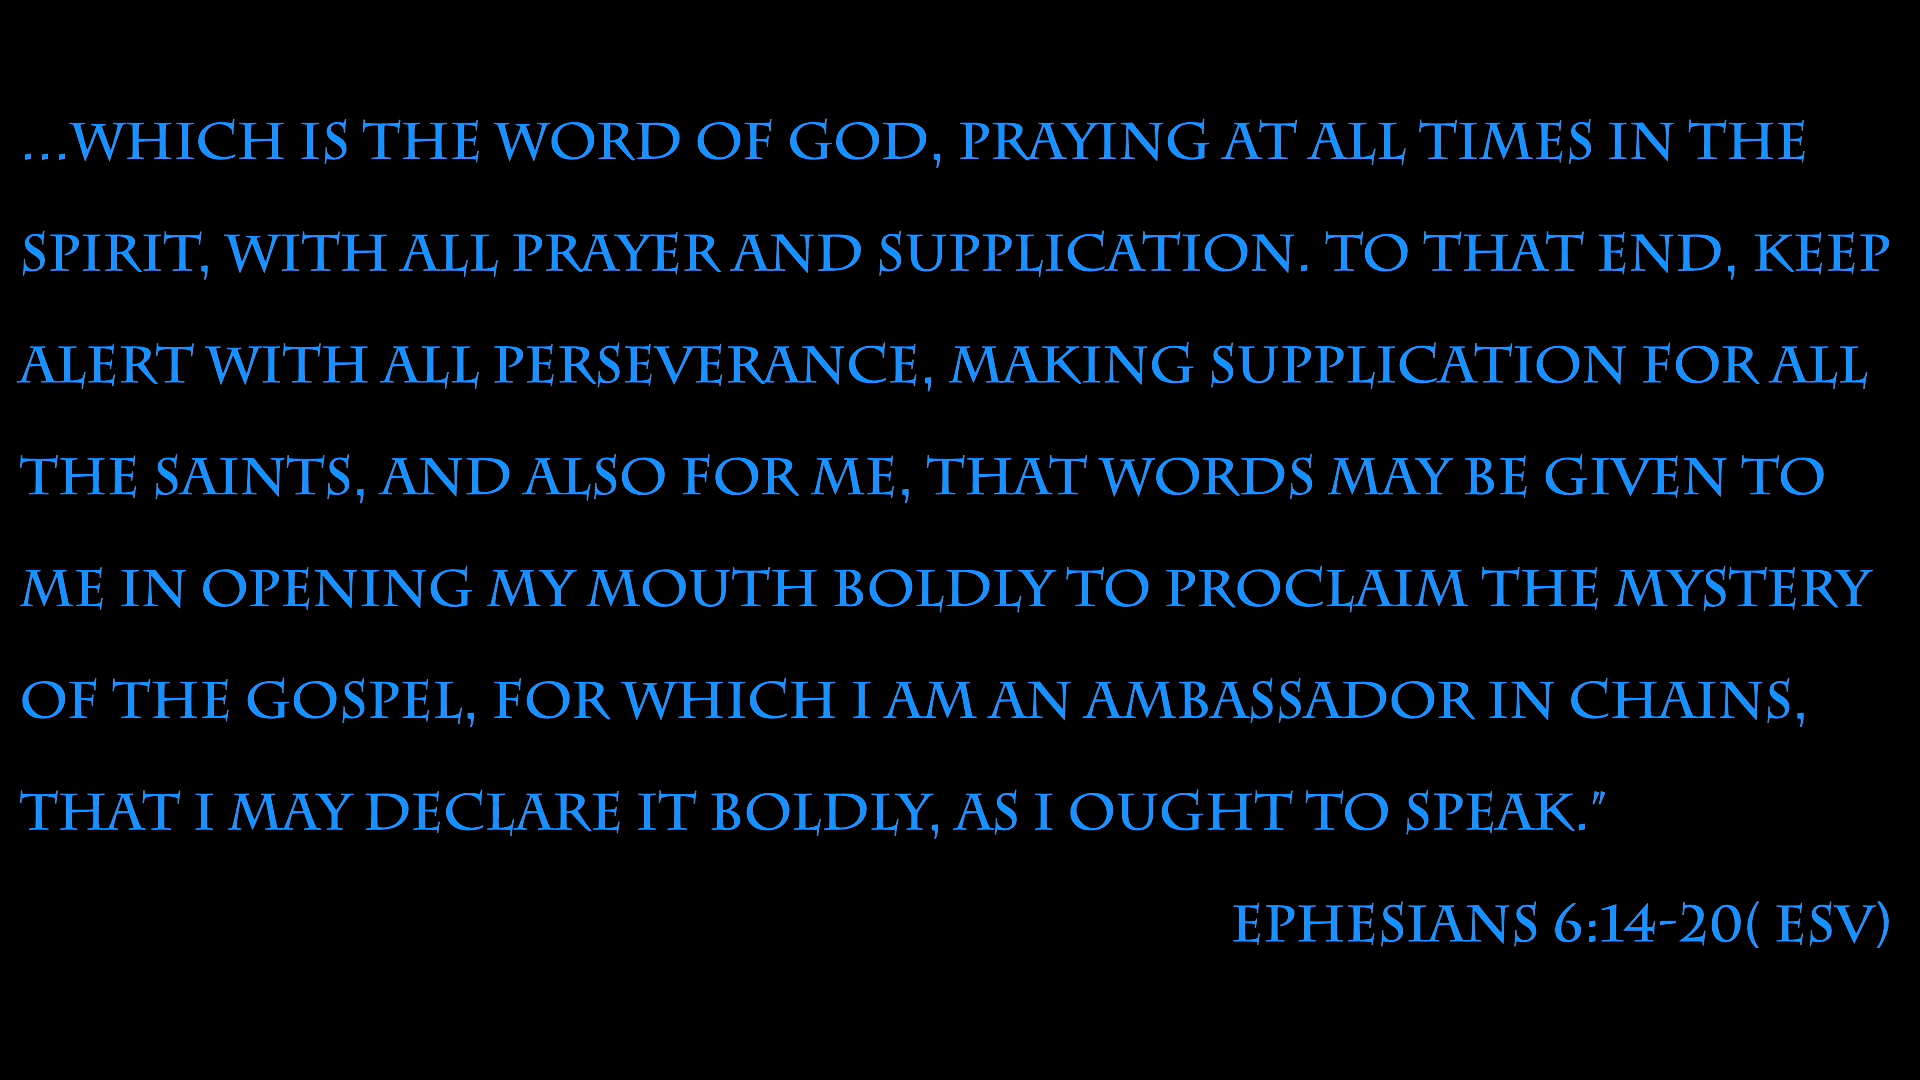 ...WHICH IS THE WORD OF GOD, PRAYING AT ALL TIMES IN THE
SPIRIT, WITH ALL PRAYER AND SUPPLICATION. TO THAT END, KEEP
ALERT WITH ALL PERSEVERANCE, MAKING SUPPLICATION FOR ALL
THE SAINTS, AND ALSO FOR ME, THAT WORDS MAY BE GIVEN TO
ME IN OPENING MY MOUTH BOLDLY TO PROCLAIM THE MYSTERY
OF THE GOSPEL, FOR WHICH I AM AN AMBASSADOR IN CHAINS,
THAT I MAY DECLARE IT BOLDLY, AS I OUGHT TO SPEAK."
EPHESIANS 6:14-20( ESV)